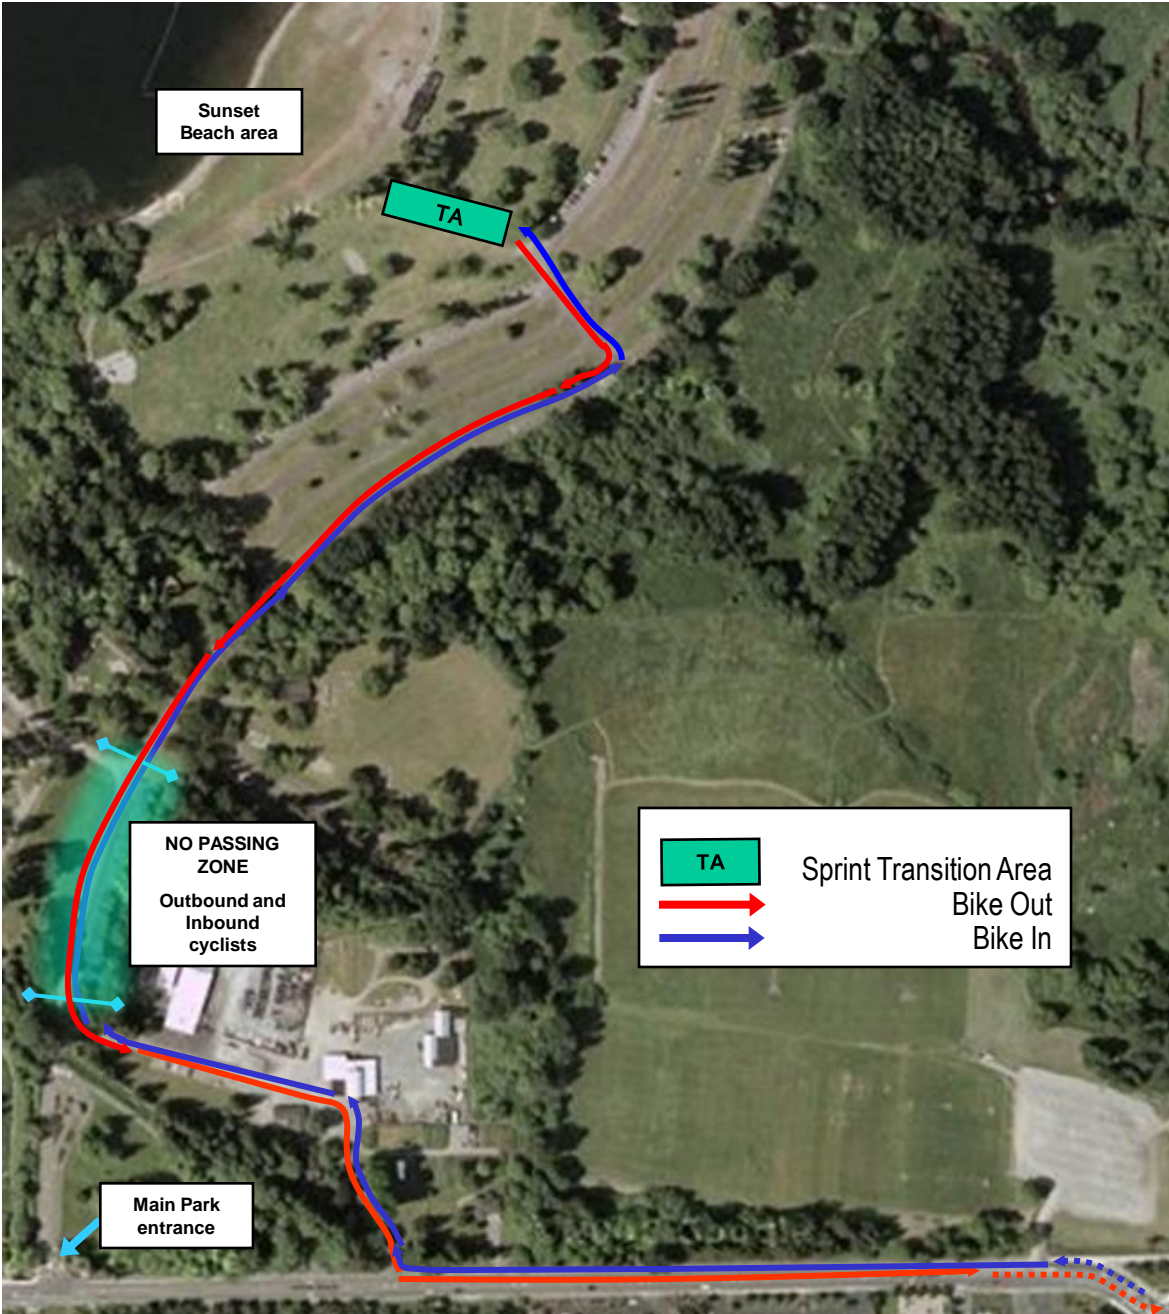 Sunset
Beach area
TA
NO PASSING
ZONE
Outbound and
Inbound
cyclists
TA
Sprint Transition Area
Bike Out
Bike In
Main Park
entrance